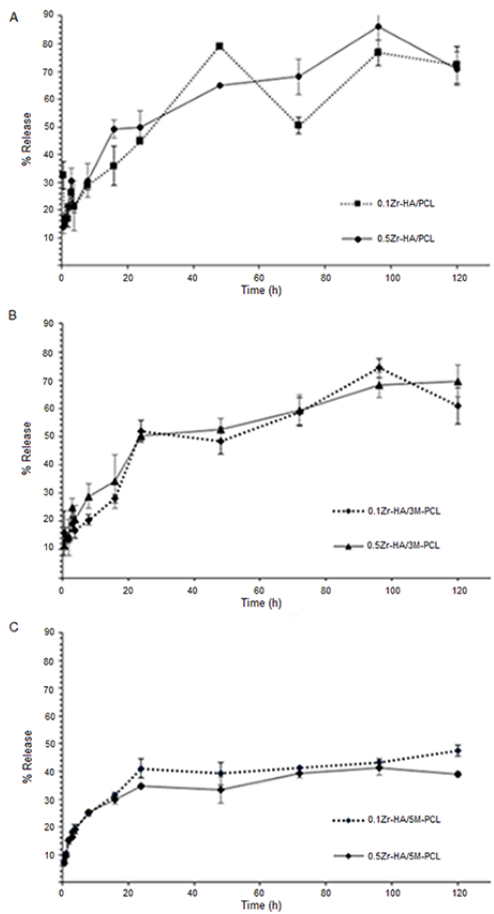 A
90
80
70
60
50
40
30
20
10
0
% Release
0 20 40 60 80 100 120
Time (h)
0.1Zr-HA/PCL
0.5Zr-HA/PCL
B
90
80
70
60
50
40
30
20
10
0
% Release
0 20 40 60 80 100 120
Time (h)
0.1Zr-HA/3M-PCL
0.5Zr-HA/3M-PCL
C
90
80
70
60
50
40
30
20
10
% Release
0 20 40 60 80 100 120
Time (h)
0.1Zr-HA/5M-PCL
0.5Zr-HA/5M-PCL